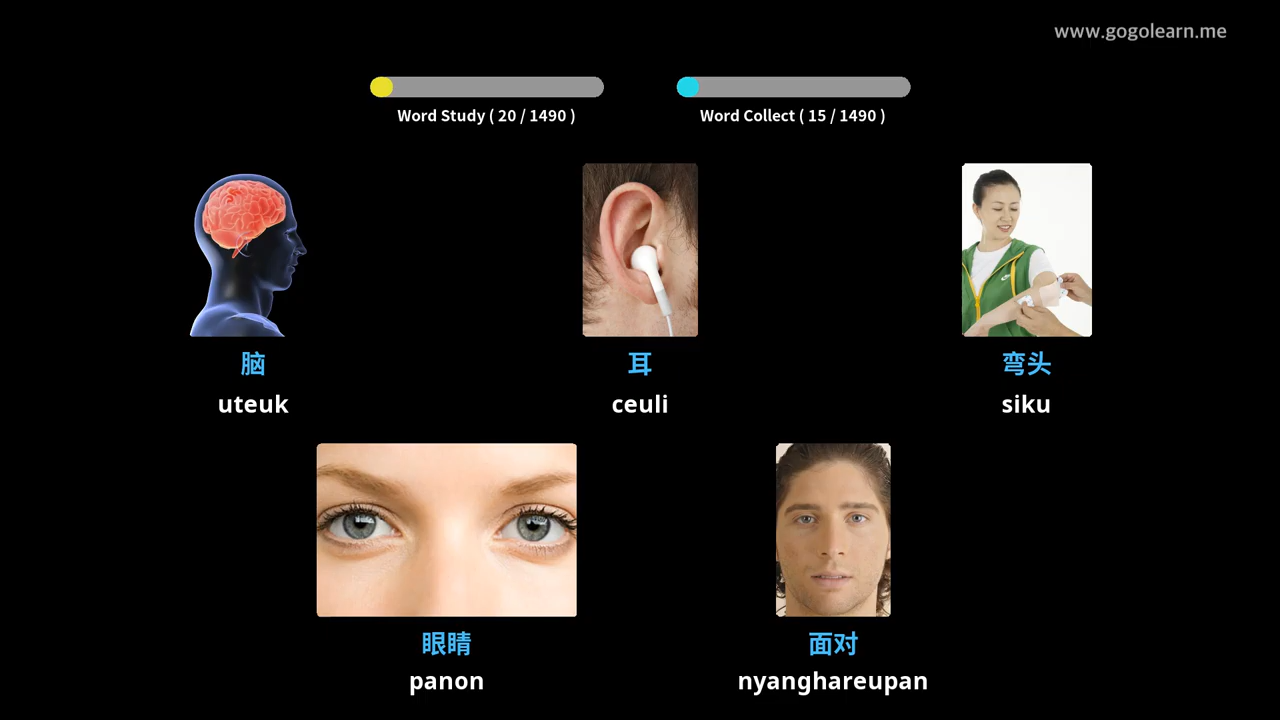 www.gogolearn.me
Word Study ( 20 / 1490 )
Word Collect ( 15 / 1490 )
脑
耳
弯头
uteuk
ceuli
siku
眼睛
面对
panon
nyanghareupan